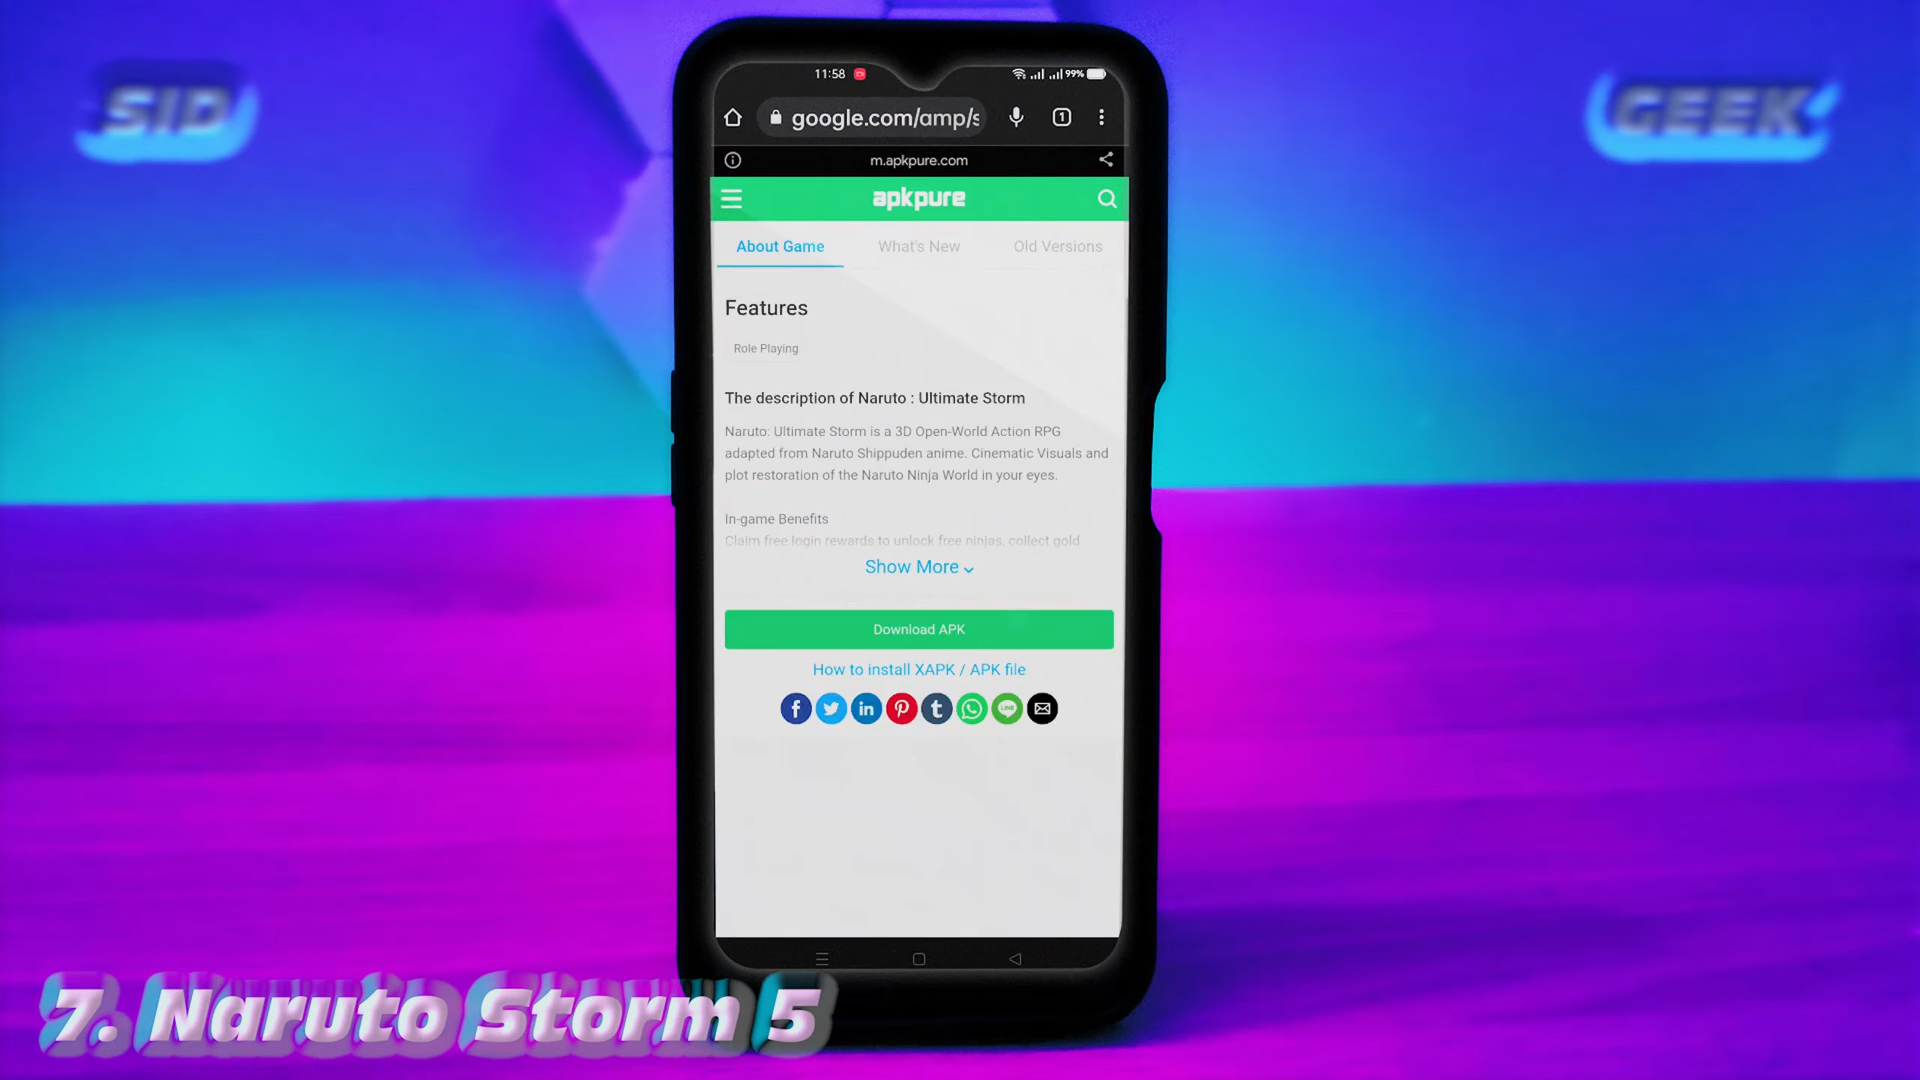 SID
GEEK
11:58
99%
google.com/amp/s
1
m.apkpure.com
apkpure
About Game
What's New
Old Versions
Features
Role Playing
The description of Naruto : Ultimate Storm
Naruto: Ultimate Storm is a 3D Open-World Action RPG
adapted from Naruto Shippuden anime. Cinematic Visuals and
plot restoration of the Naruto Ninja World in your eyes.
In-game Benefits
Claim free login rewards to unlock free ninjas, collect gold
Show More
Download APK
How to install XAPK / APK file
LINE
7. Naruto Storm 5